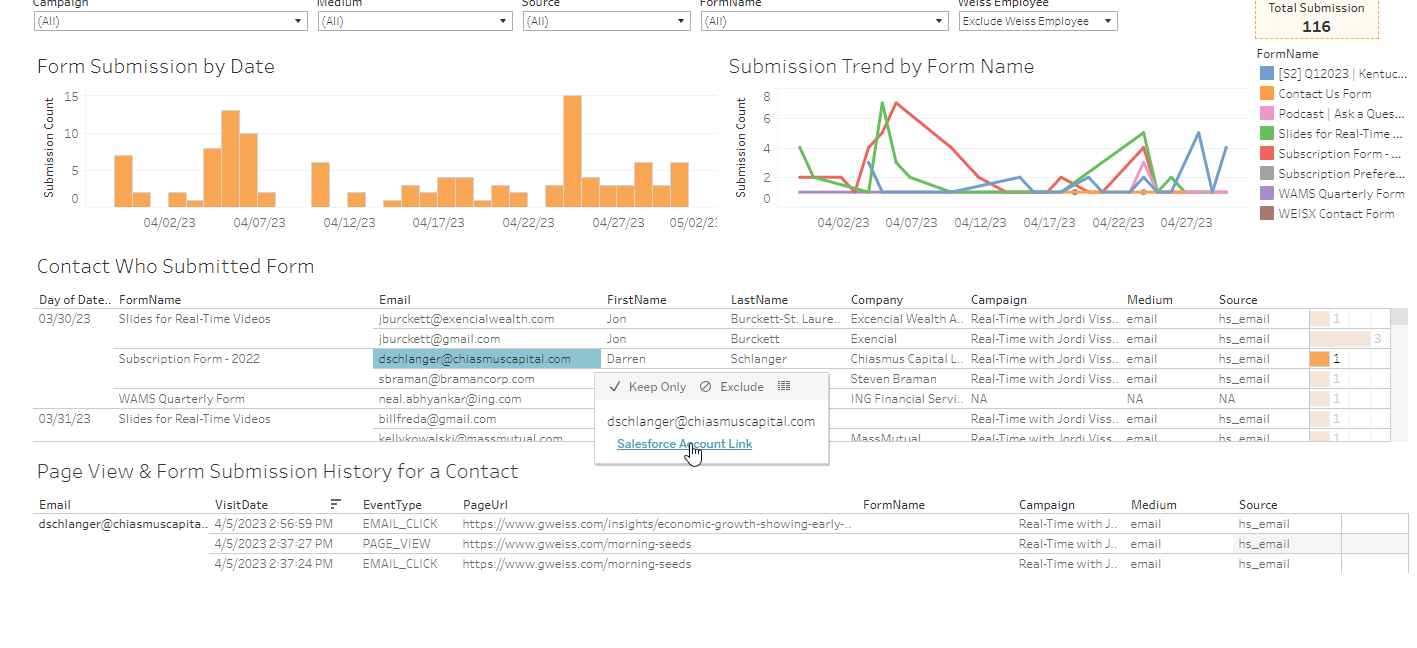 Campaign Medium Source FormName Weiss Employee
(All) (All) (All) (All) Exclude Weiss Employee
Total Submission
116
Form Submission by Date
Submission Count
15
10
5
0
04/02/23 04/07/23 04/12/23 04/17/23 04/22/23 04/27/23 05/02/2
Submission Trend by Form Name
Submission Count
8
6
4
2
0
04/02/23 04/07/23 04/12/23 04/17/23 04/22/23 04/27/23
FormName
[S2] Q12023 | Kentuc...
Contact Us Form
Podcast | Ask a Ques...
Slides for Real-Time ...
Subscription Form - ...
Subscription Prefere...
WAMS Quarterly Form
WEISX Contact Form
Contact Who Submitted Form
Day of Date.. FormName Email FirstName LastName Company Campaign Medium Source
03/30/23 Slides for Real-Time Videos jburckett@exencialwealth.com Jon Burckett-St. Laure.. Excencial Wealth A.. Real-Time with Jordi Viss.. email hs_email 1
jburckett@gmail.com Jon Burckett Exencial Real-Time with Jordi Viss.. email hs_email 3
Subscription Form - 2022 dschlanger@chiasmuscapital.com Darren Schlanger Chiasmus Capital L.. Real-Time with Jordi Viss.. email hs_email 1
sbraman@bramancorp.com Steven Braman Real-Time with Jordi Viss.. email hs_email 1
WAMS Quarterly Form neal.abhyankar@ing.com ING Financial Servi.. NA NA NA 1
03/31/23 Slides for Real-Time Videos billfreda@gmail.com Real-Time with Jordi Viss.. email hs_email 1
kellykowalski@massmutual.com MassMutual Real-Time with Jordi Viss.. email hs_email 1
Keep Only Exclude
dschlanger@chiasmuscapital.com
Salesforce Account Link
Page View & Form Submission History for a Contact
Email VisitDate EventType PageUrl FormName Campaign Medium Source
dschlanger@chiasmuscapita.. 4/5/2023 2:56:59 PM EMAIL_CLICK https://www.gweiss.com/insights/economic-growth-showing-early-.. Real-Time with J.. email hs_email
4/5/2023 2:37:27 PM PAGE_VIEW https://www.gweiss.com/morning-seeds Real-Time with J.. email hs_email
4/5/2023 2:37:24 PM EMAIL_CLICK https://www.gweiss.com/morning-seeds Real-Time with J.. email hs_email